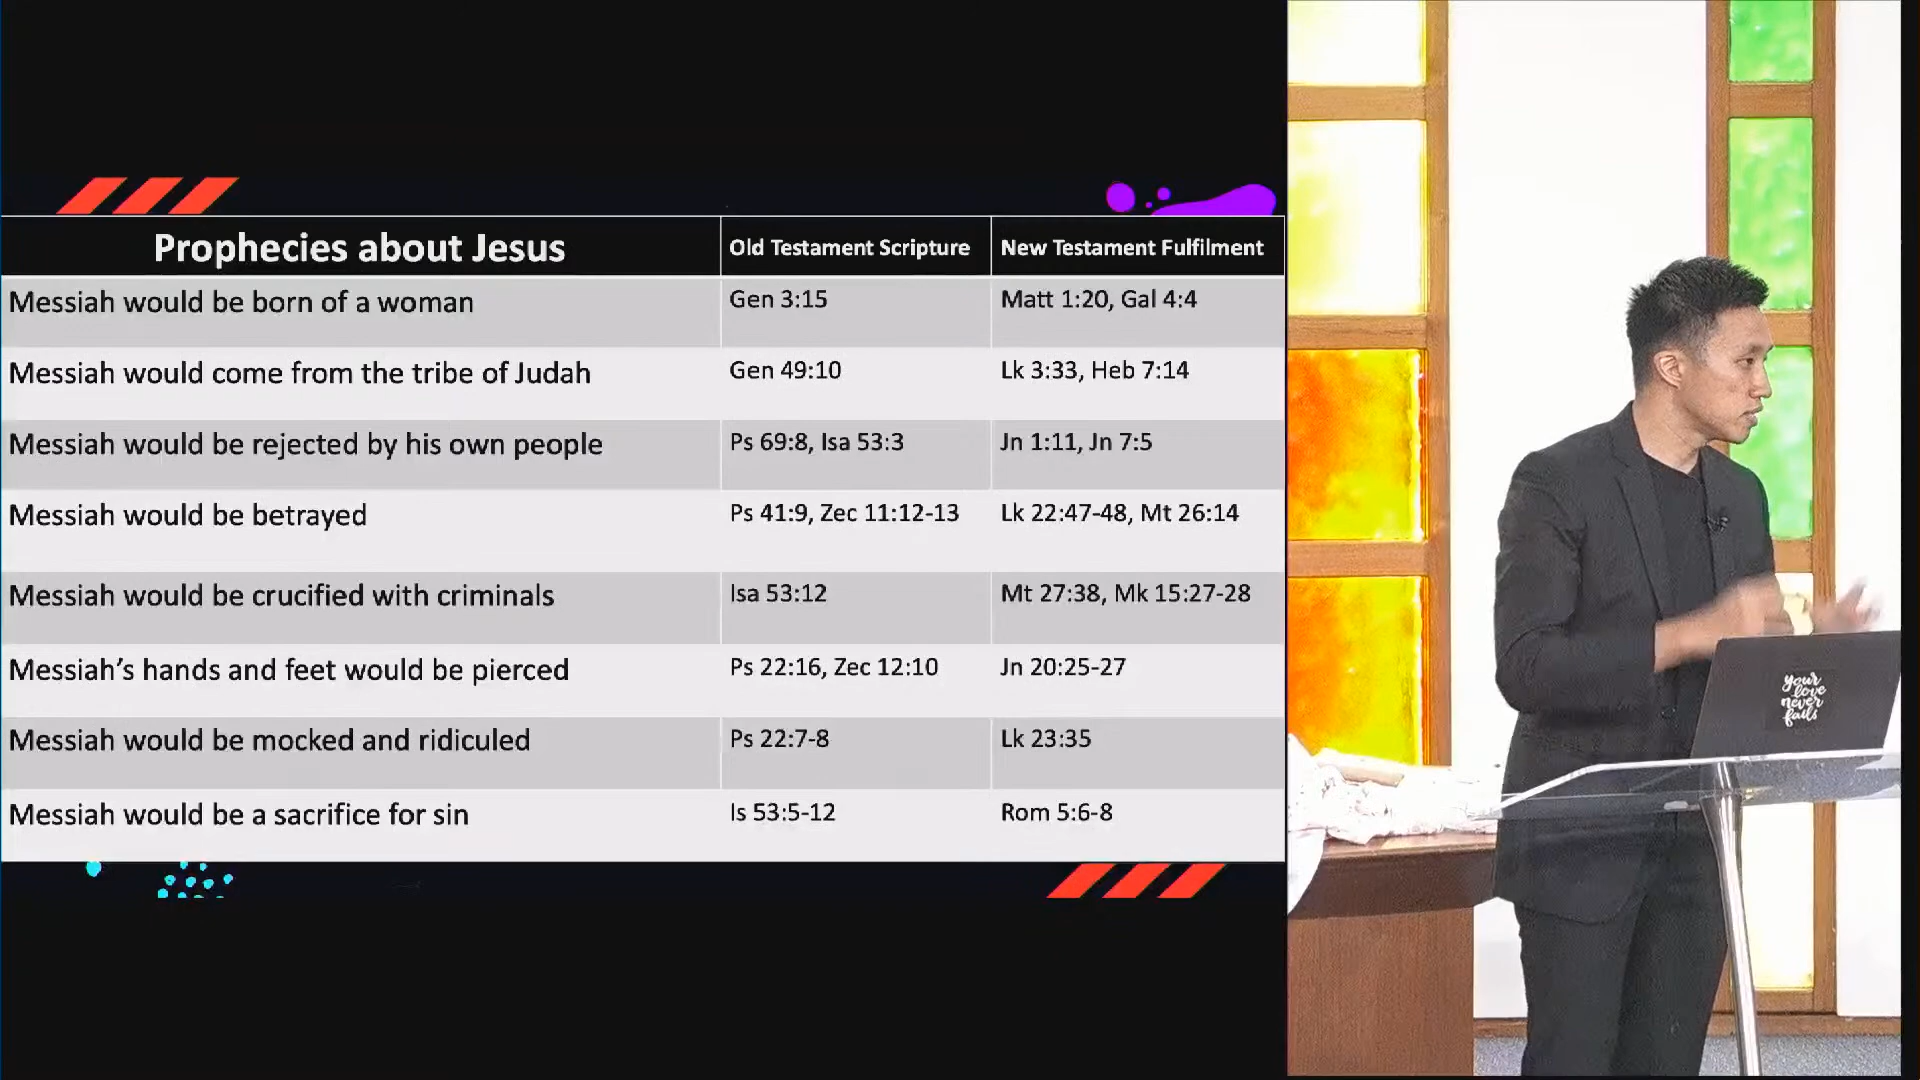 Prophecies about Jesus Old Testament Scripture New Testament Fulfilment
Messiah would be born of a woman Gen 3:15 Matt 1:20, Gal 4:4
Messiah would come from the tribe of Judah Gen 49:10 Lk 3:33, Heb 7:14
Messiah would be rejected by his own people Ps 69:8, Isa 53:3 Jn 1:11, Jn 7:5
Messiah would be betrayed Ps 41:9, Zec 11:12-13 Lk 22:47-48, Mt 26:14
Messiah would be crucified with criminals Isa 53:12 Mt 27:38, Mk 15:27-28
Messiah's hands and feet would be pierced Ps 22:16, Zec 12:10 Jn 20:25-27
Messiah would be mocked and ridiculed Ps 22:7-8 Lk 23:35
Messiah would be a sacrifice for sin Is 53:5-12 Rom 5:6-8
your
love
never
fails